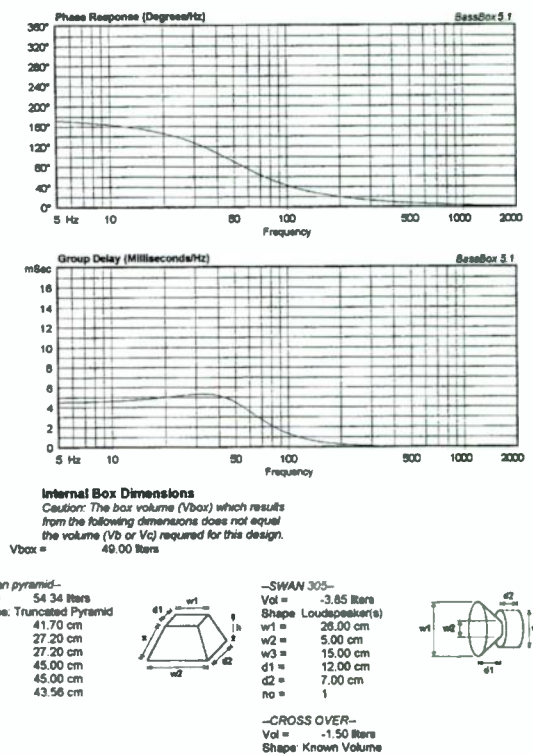 Phase Response (Degrees/Hz) BassBox 5.1
360°
320°
280°
240°
200°
160°
120°
80°
40°
0°
5 Hz 10 50 100 500 1000 2000
Frequency
Group Delay (Milliseconds/Hz) BassBox 5.1
mSec
16
14
12
10
8
6
4
2
0
5 Hz 10 50 100 500 1000 2000
Frequency
Internal Box Dimensions
Caution: The box volume (Vbox) which results
from the following dimensions does not equal
the volume (Vb or Vc) required for this design.
Vbox = 49.00 liters
an pyramid--
54.34 liters
e: Truncated Pyramid
41.70 cm
27.20 cm
27.20 cm
45.00 cm
45.00 cm
43.56 cm
d1 w1
h
x
z
w2 d2
--SWAN 305--
Vol = -3.85 liters
Shape: Loudspeaker(s)
w1 = 26.00 cm
w2 = 5.00 cm
w3 = 15.00 cm
d1 = 12.00 cm
d2 = 7.00 cm
no = 1
d2
w1 w2
d1
--CROSS OVER--
Vol = -1.50 liters
Shape: Known Volume